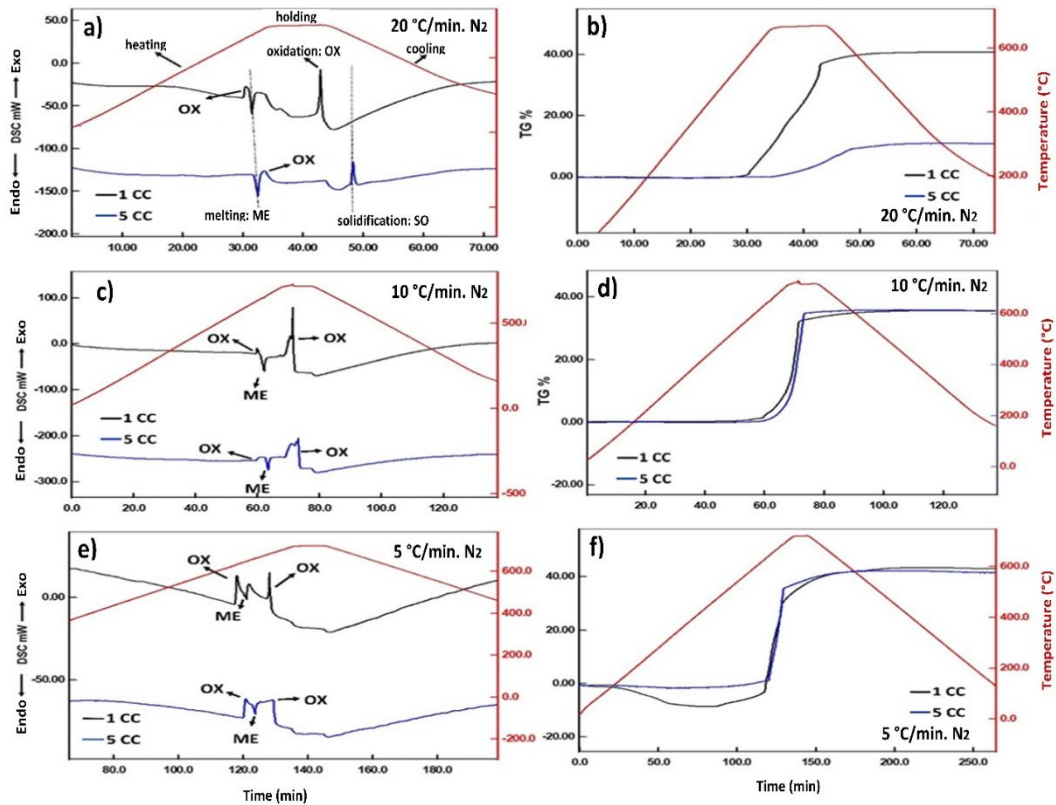 a)
20 °C/min. N2
holding
heating
oxidation: OX
cooling
OX
OX
1 CC
5 CC
melting: ME
solidification: SO
Endo ← DSC mW → Exo
0.0
-50.0
-100.0
-150.0
-200.0
10.00 20.00 30.00 40.00 50.00 60.00 70.00
b)
TG %
40.00
20.00
0.00
1 CC
5 CC
20 °C/min. N2
600.0
400.0
200.0
Temperature (°C)
0.00 10.00 20.00 30.00 40.00 50.00 60.00 70.00
c)
10 °C/min. N2
OX
OX
ME
1 CC
5 CC
OX
OX
ME
Endo ← DSC mW → Exo
100.0
0.0
-100.0
-200.0
-300.0
500.
0.0
-500
0.0 20.0 40.0 60.0 80.0 100.0 120.0
d)
10 °C/min. N2
TG %
40.00
20.00
0.00
-20.00
1 CC
5 CC
600.0
400.0
200.0
0.0
Temperature (°C)
0.0 20.0 40.0 60.0 80.0 100.0 120.0
e)
5 °C/min. N2
OX
OX
ME
OX
OX
ME
1 CC
5 CC
Endo ← DSC mW → Exo
0.00
-50.00
600.0
400.0
200.0
0.0
-200.0
80.0 100.0 120.0 140.0 160.0 180.0
Time (min)
f)
40.00
20.00
0.00
-20.00
1 CC
5 CC
5 °C/min. N2
600.0
400.0
200.0
0.0
Temperature (°C)
0.0 50.0 100.0 150.0 200.0 250.0
Time (min)